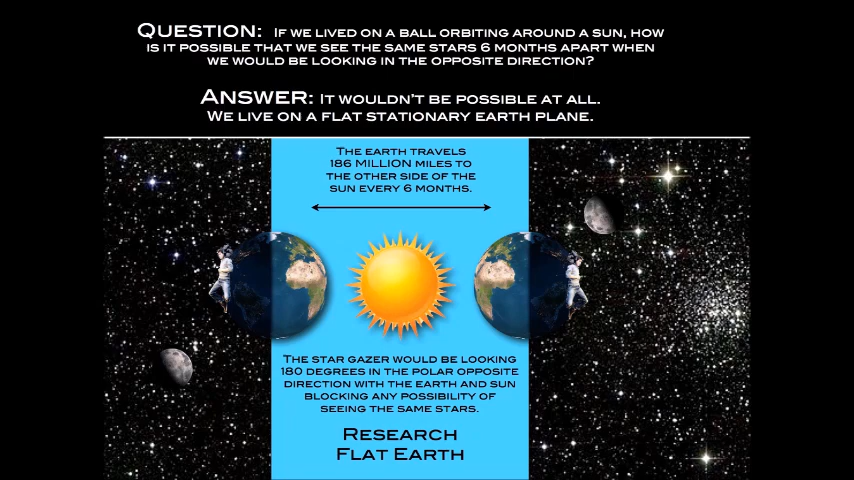 QUESTION: IF WE LIVED ON A BALL ORBITING AROUND A SUN, HOW
IS IT POSSIBLE THAT WE SEE THE SAME STARS 6 MONTHS APART WHEN
WE WOULD BE LOOKING IN THE OPPOSITE DIRECTION?
ANSWER: IT WOULDN'T BE POSSIBLE AT ALL.
WE LIVE ON A FLAT STATIONARY EARTH PLANE.
THE EARTH TRAVELS
186 MILLION MILES TO
THE OTHER SIDE OF THE
SUN EVERY 6 MONTHS.
THE STAR GAZER WOULD BE LOOKING
180 DEGREES IN THE POLAR OPPOSITE
DIRECTION WITH THE EARTH AND SUN
BLOCKING ANY POSSIBILITY OF
SEEING THE SAME STARS.
RESEARCH
FLAT EARTH